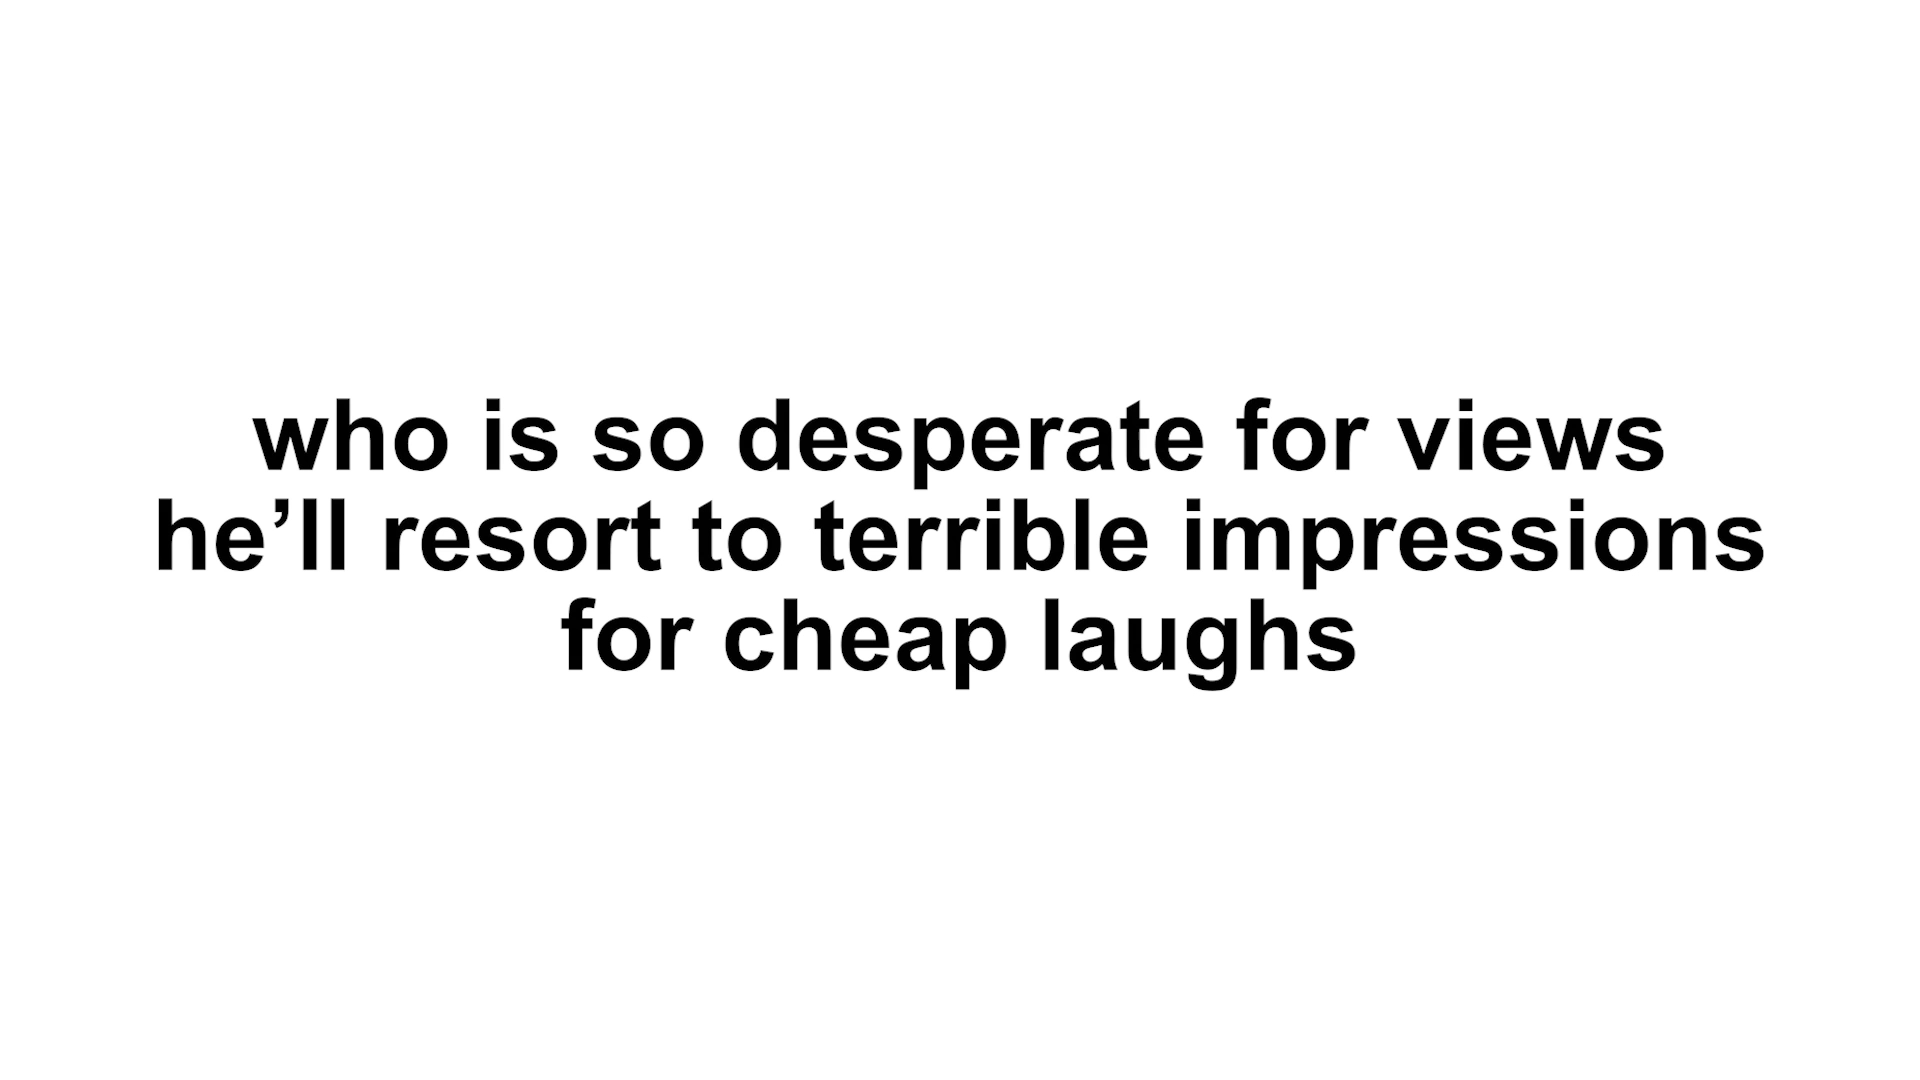 who is so desperate for views
he’ll resort to terrible impressions
for cheap laughs